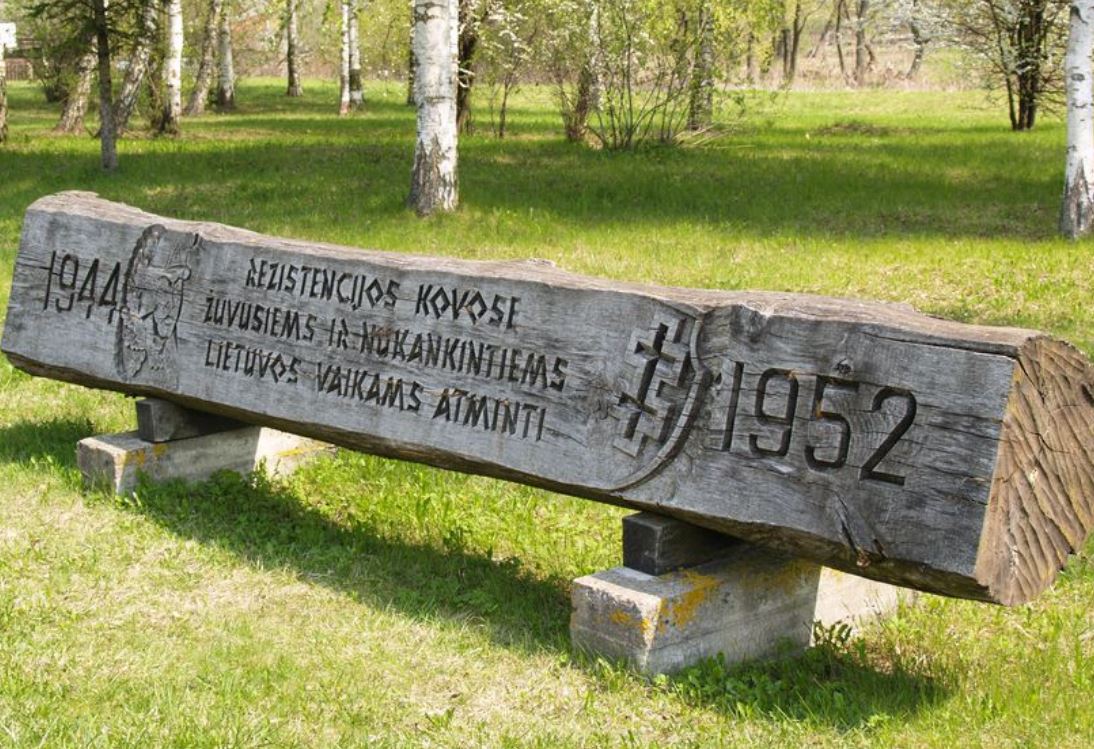 1944
REZISTENCIJOS KOVOSE
ŽUVUSIEMS IR NUKANKINTIEMS
LIETUVOS VAIKAMS ATMINTI
1952